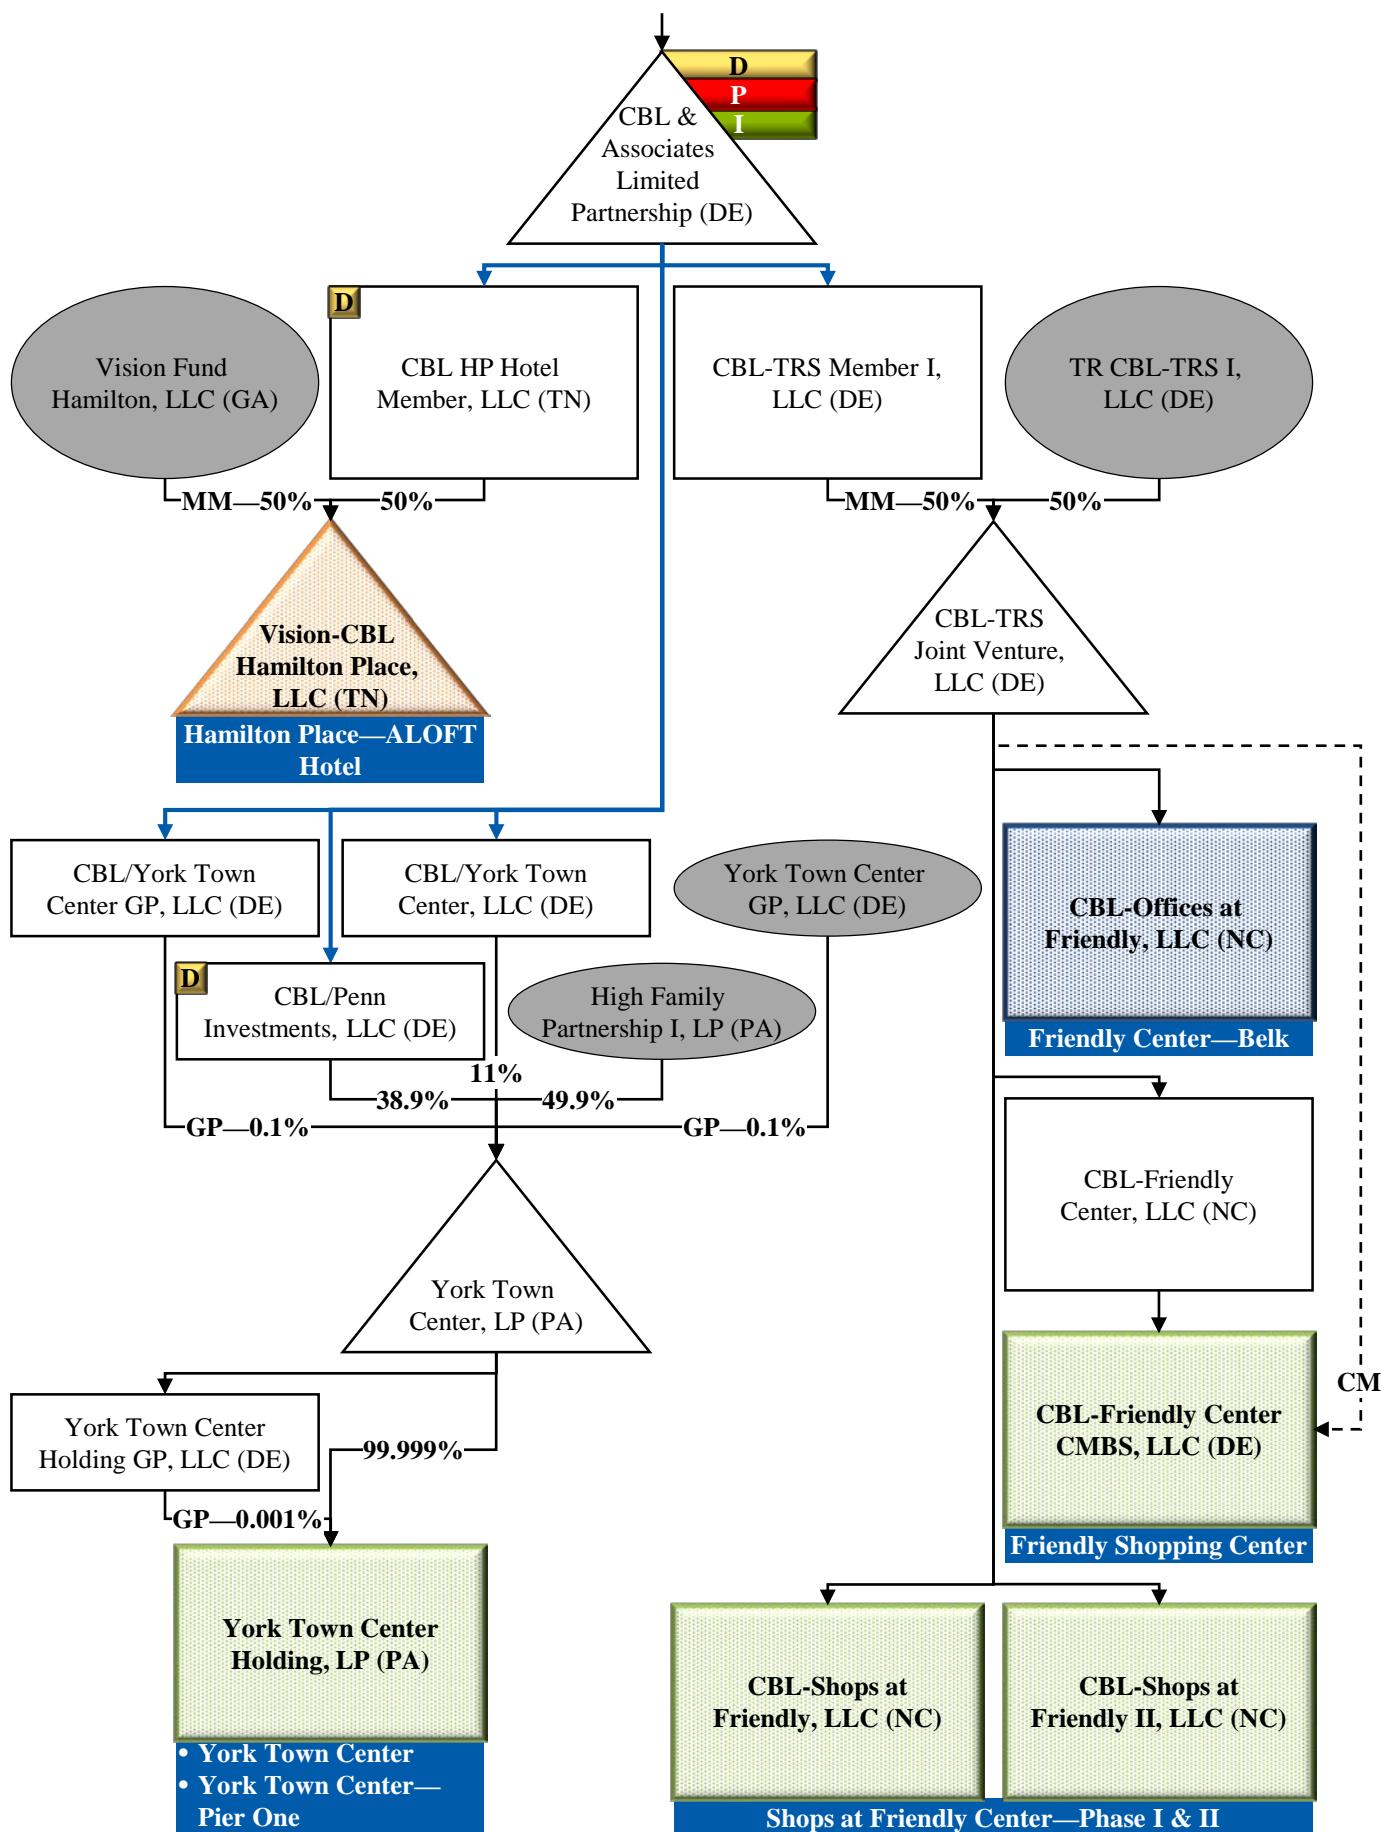 D
P
I
CBL &
Associates
Limited
Partnership (DE)
Vision Fund
Hamilton, LLC (GA)
D
CBL HP Hotel
Member, LLC (TN)
CBL-TRS Member I,
LLC (DE)
TR CBL-TRS I,
LLC (DE)
MM—50%
50%
MM—50%
50%
Vision-CBL
Hamilton Place,
LLC (TN)
Hamilton Place—ALOFT
Hotel
CBL-TRS
Joint Venture,
LLC (DE)
CBL/York Town
Center GP, LLC (DE)
CBL/York Town
Center, LLC (DE)
York Town Center
GP, LLC (DE)
CBL-Offices at
Friendly, LLC (NC)
Friendly Center—Belk
D
CBL/Penn
Investments, LLC (DE)
High Family
Partnership I, LP (PA)
11%
38.9%
49.9%
GP—0.1%
GP—0.1%
CBL-Friendly
Center, LLC (NC)
York Town
Center, LP (PA)
CM
CBL-Friendly Center
CMBS, LLC (DE)
Friendly Shopping Center
York Town Center
Holding GP, LLC (DE)
99.999%
GP—0.001%
York Town Center
Holding, LP (PA)
• York Town Center
• York Town Center—
Pier One
CBL-Shops at
Friendly, LLC (NC)
CBL-Shops at
Friendly II, LLC (NC)
Shops at Friendly Center—Phase I & II